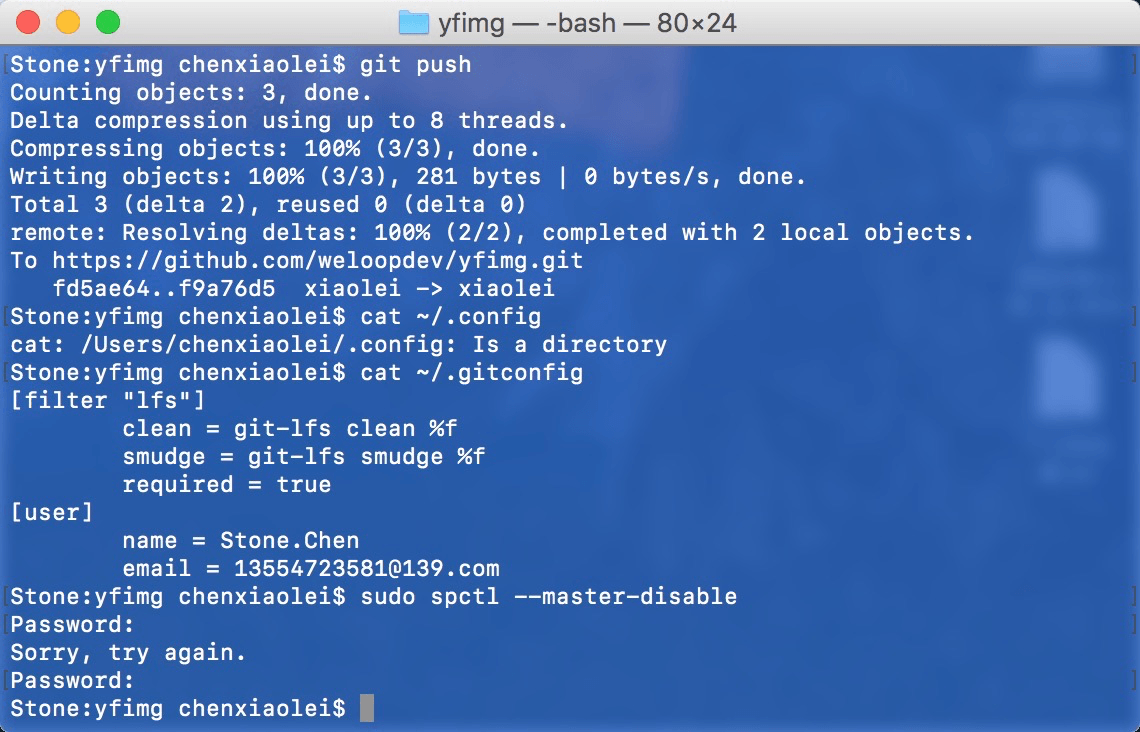 yfimg — -bash — 80×24
Stone:yfimg chenxiaolei$ git push
Counting objects: 3, done.
Delta compression using up to 8 threads.
Compressing objects: 100% (3/3), done.
Writing objects: 100% (3/3), 281 bytes | 0 bytes/s, done.
Total 3 (delta 2), reused 0 (delta 0)
remote: Resolving deltas: 100% (2/2), completed with 2 local objects.
To https://github.com/weloopdev/yfimg.git
   fd5ae64..f9a76d5  xiaolei -> xiaolei
Stone:yfimg chenxiaolei$ cat ~/.config
cat: /Users/chenxiaolei/.config: Is a directory
Stone:yfimg chenxiaolei$ cat ~/.gitconfig
[filter "lfs"]
        clean = git-lfs clean %f
        smudge = git-lfs smudge %f
        required = true
[user]
        name = Stone.Chen
        email = 13554723581@139.com
Stone:yfimg chenxiaolei$ sudo spctl --master-disable
Password:
Sorry, try again.
Password:
Stone:yfimg chenxiaolei$